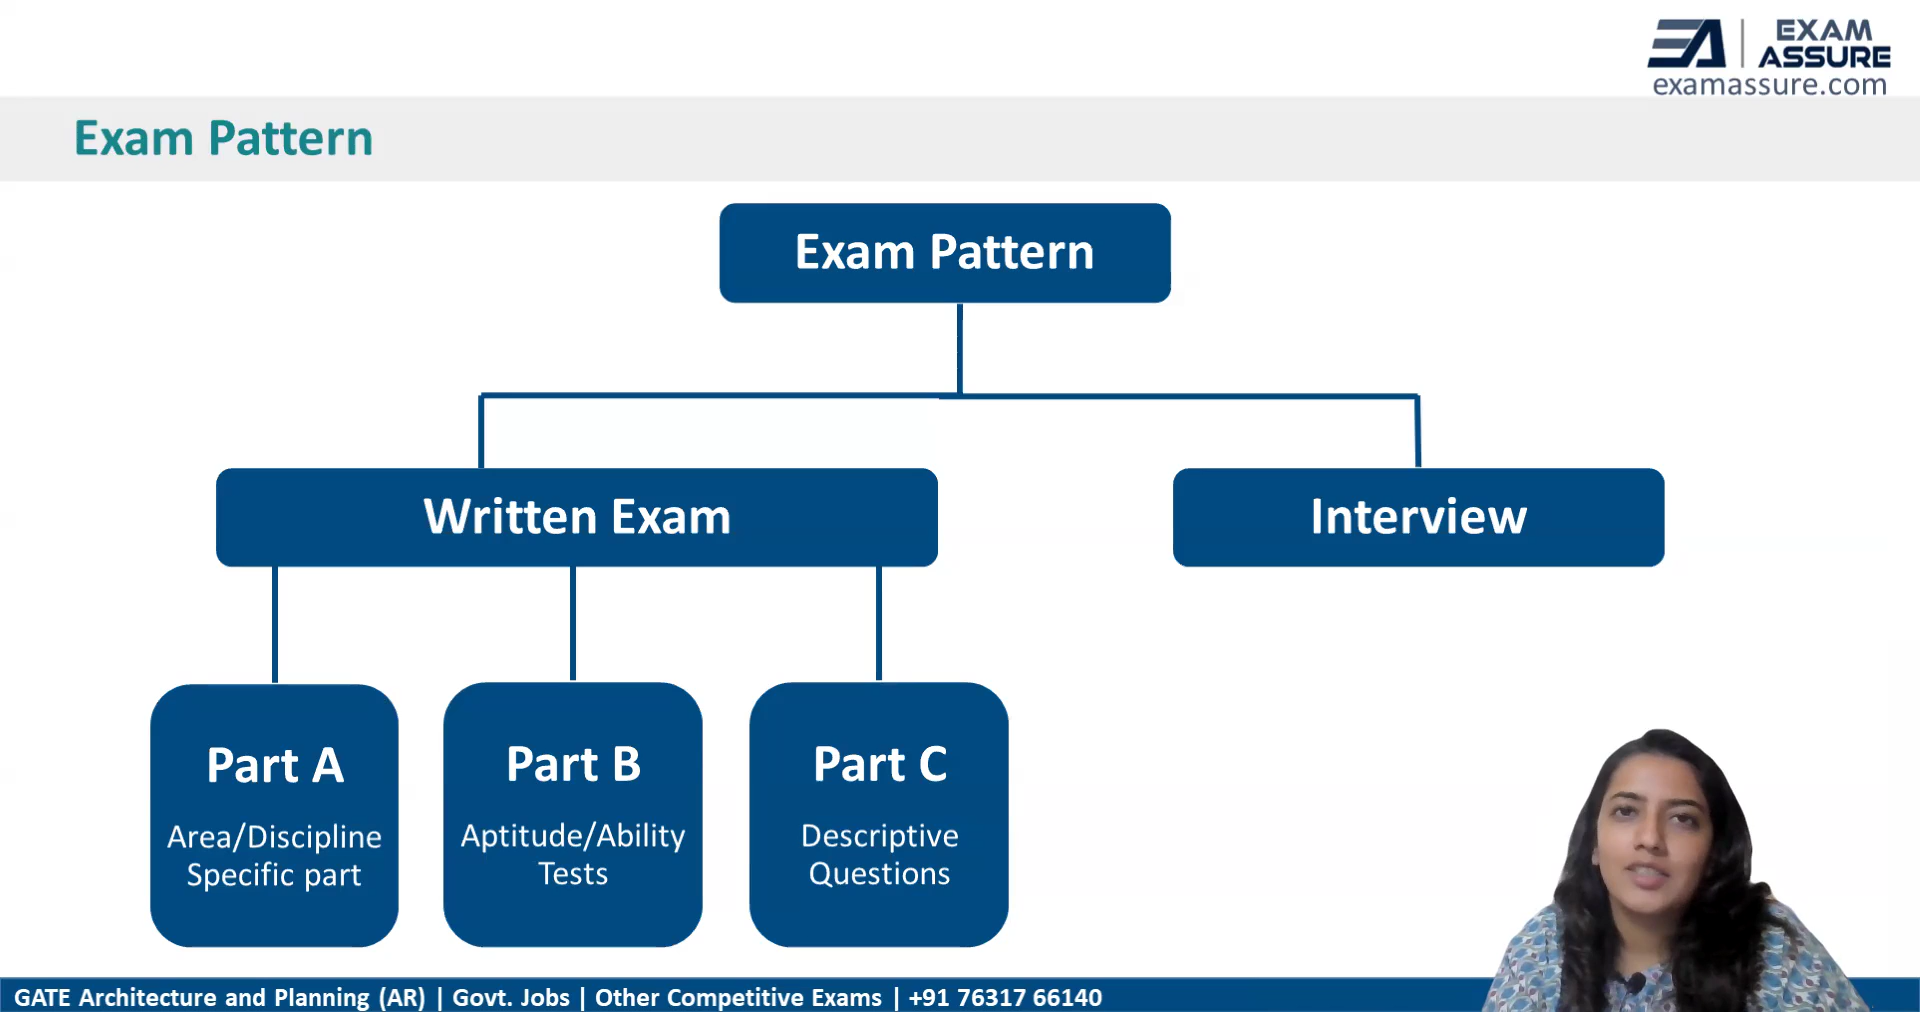 EXAM
ASSURE
examassure.com
Exam Pattern
Exam Pattern
Written Exam
Interview
Part A
Area/Discipline
Specific part
Part B
Aptitude/Ability
Tests
Part C
Descriptive
Questions
GATE Architecture and Planning (AR) | Govt. Jobs | Other Competitive Exams | +91 76317 66140